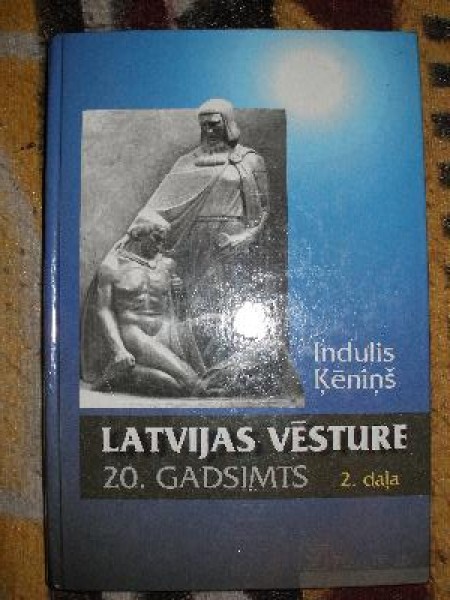 Indulis
Ķēniņš
LATVIJAS VĒSTURE
20. GADSIMTS 2. daļa